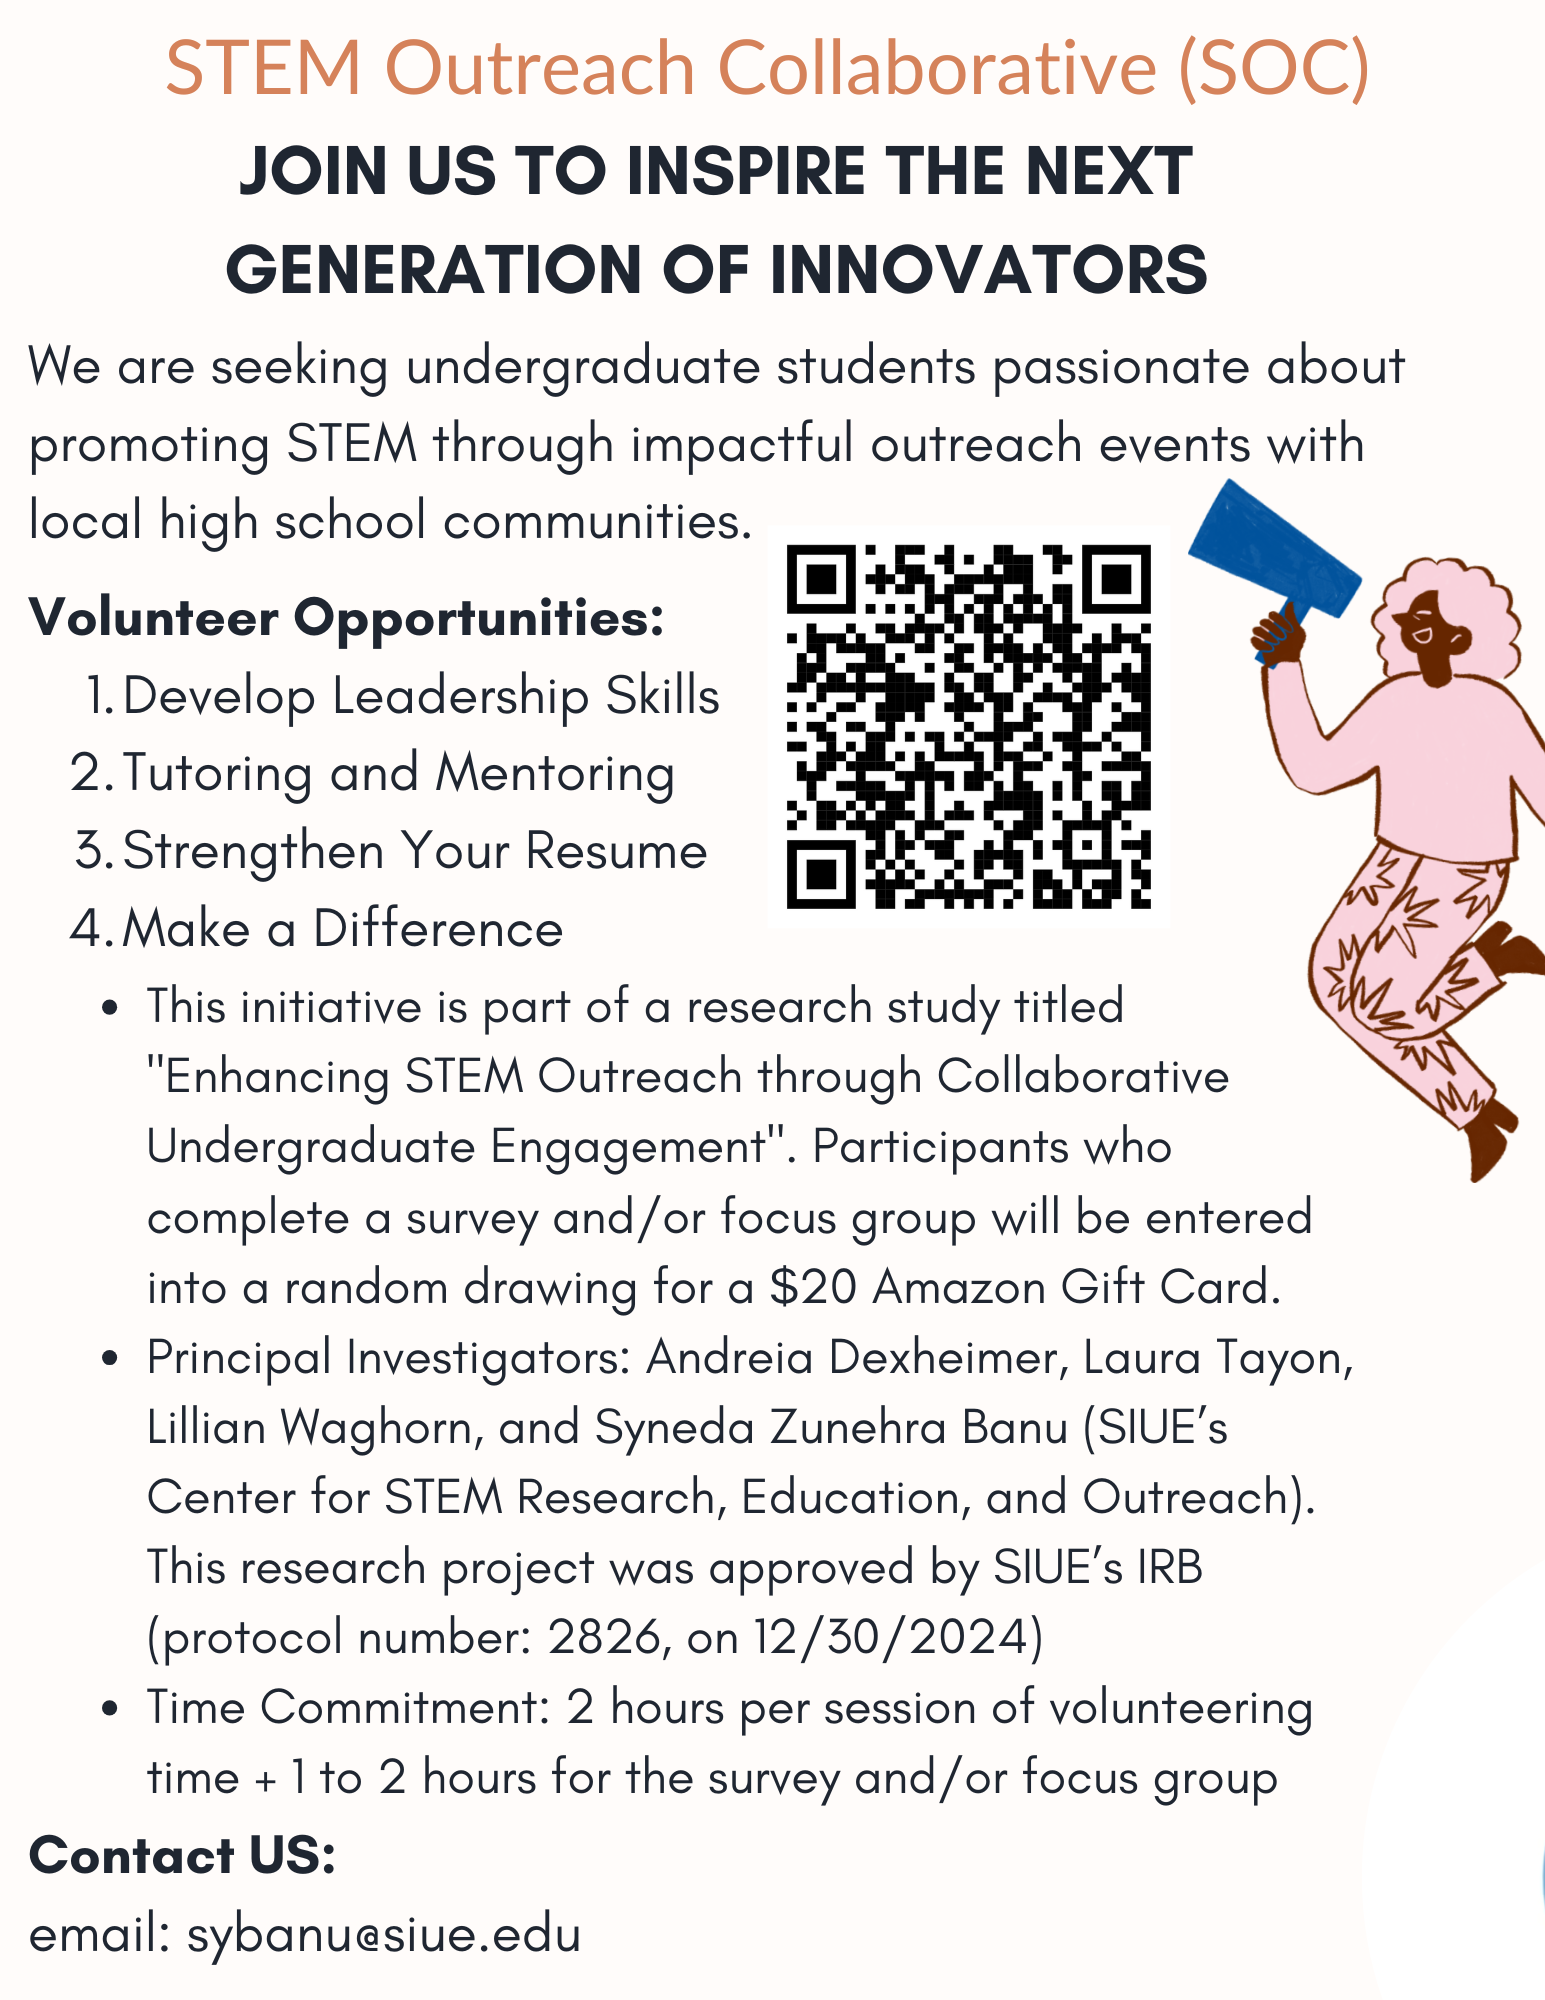 STEM Outreach Collaborative (SOC)
JOIN US TO INSPIRE THE NEXT
GENERATION OF INNOVATORS
We are seeking undergraduate students passionate about
promoting STEM through impactful outreach events with
local high school communities.
Volunteer Opportunities:
1. Develop Leadership Skills
2. Tutoring and Mentoring
3. Strengthen Your Resume
4. Make a Difference
• This initiative is part of a research study titled
"Enhancing STEM Outreach through Collaborative
Undergraduate Engagement". Participants who
complete a survey and/or focus group will be entered
into a random drawing for a $20 Amazon Gift Card.
• Principal Investigators: Andreia Dexheimer, Laura Tayon,
Lillian Waghorn, and Syneda Zunehra Banu (SIUE’s
Center for STEM Research, Education, and Outreach).
This research project was approved by SIUE’s IRB
(protocol number: 2826, on 12/30/2024)
• Time Commitment: 2 hours per session of volunteering
time + 1 to 2 hours for the survey and/or focus group
Contact US:
email: sybanu@siue.edu